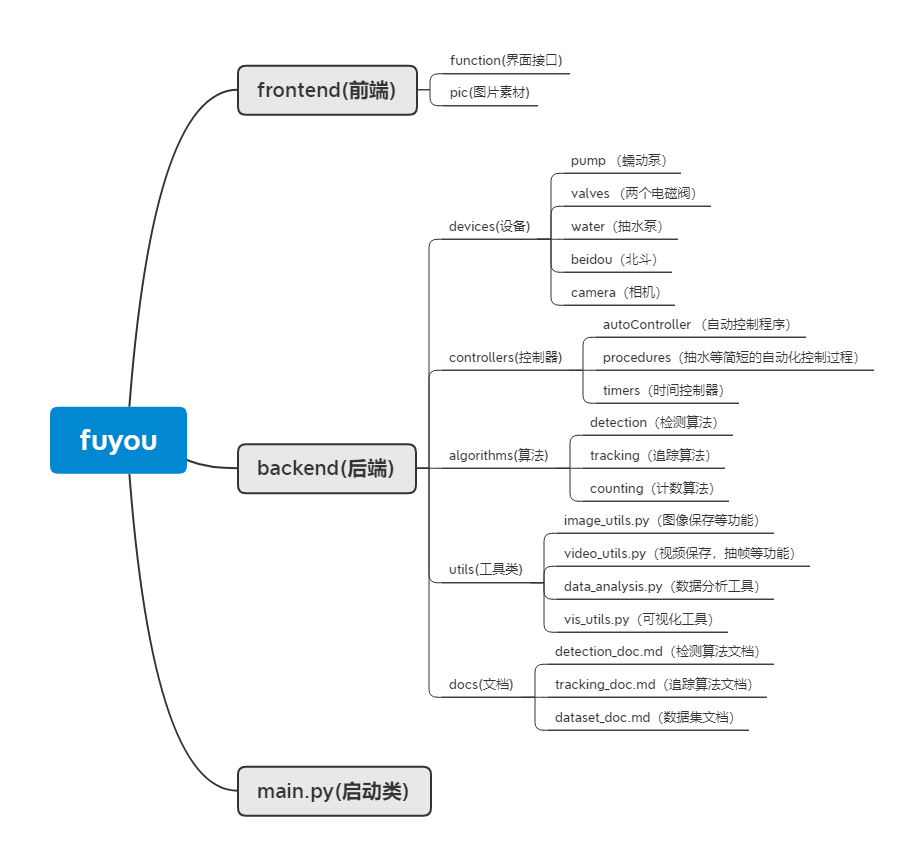 fuyou
frontend(前端)
function(界面接口)
pic(图片素材)
backend(后端)
devices(设备)
pump （蠕动泵）
valves （两个电磁阀）
water（抽水泵）
beidou（北斗）
camera（相机）
controllers(控制器)
autoController （自动控制程序）
procedures（抽水等简短的自动化控制过程）
timers（时间控制器）
algorithms(算法)
detection（检测算法）
tracking（追踪算法）
counting（计数算法）
utils(工具类)
image_utils.py（图像保存等功能）
video_utils.py（视频保存，抽帧等功能）
data_analysis.py（数据分析工具）
vis_utils.py（可视化工具）
docs(文档)
detection_doc.md（检测算法文档）
tracking_doc.md（追踪算法文档）
dataset_doc.md（数据集文档）
main.py(启动类)